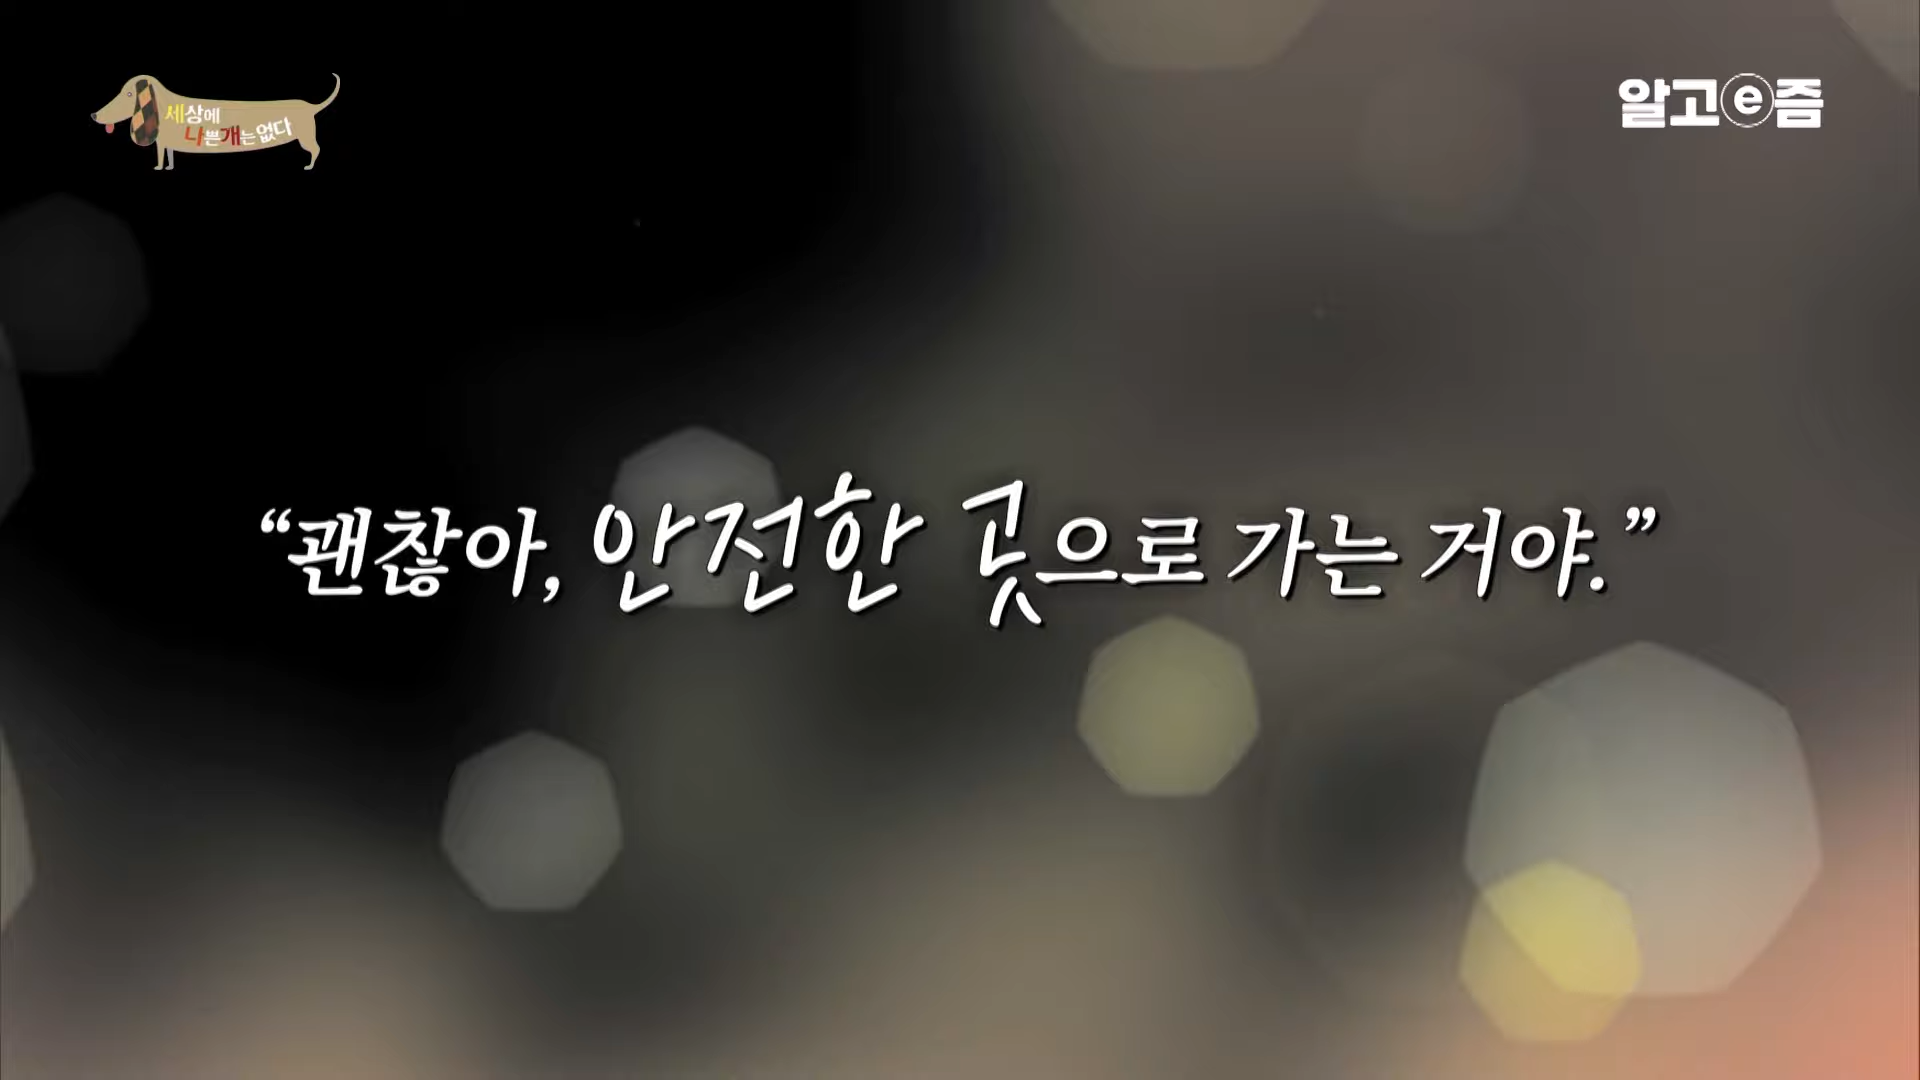 세상에
나쁜개는없다
알고e즘
“괜찮아, 안전한 곳으로 가는 거야.”